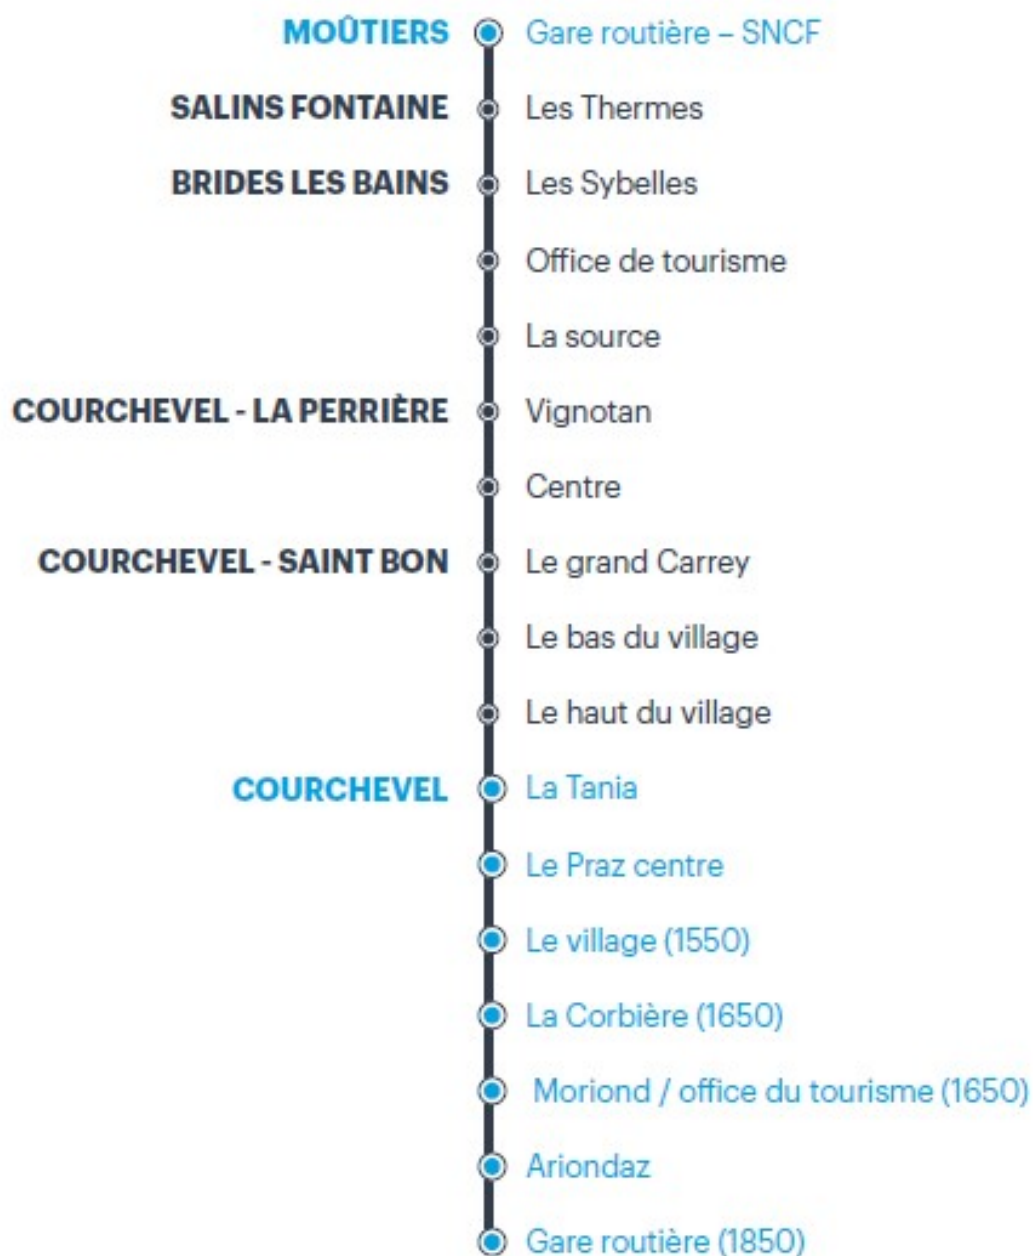 MOÛTIERS Gare routière – SNCF
SALINS FONTAINE Les Thermes
BRIDES LES BAINS Les Sybelles
Office de tourisme
La source
COURCHEVEL - LA PERRIÈRE Vignotan
Centre
COURCHEVEL - SAINT BON Le grand Carrey
Le bas du village
Le haut du village
COURCHEVEL La Tania
Le Praz centre
Le village (1550)
La Corbière (1650)
Moriond / office du tourisme (1650)
Ariondaz
Gare routière (1850)